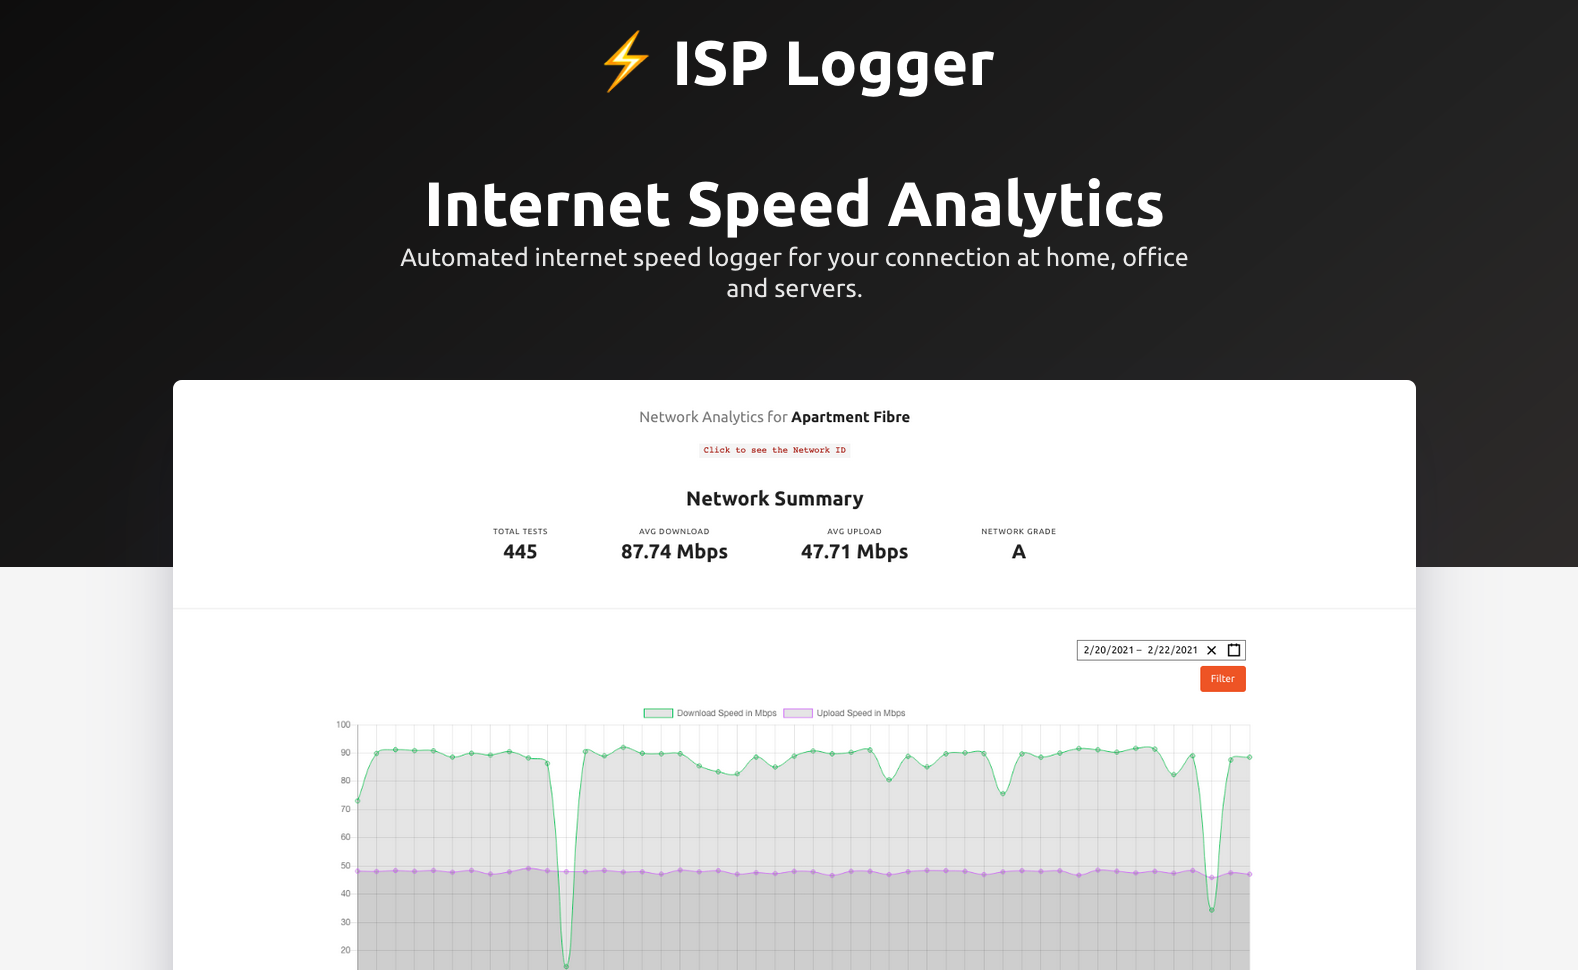 ⚡ ISP Logger
Internet Speed Analytics
Automated internet speed logger for your connection at home, office
and servers.
Network Analytics for Apartment Fibre
Click to see the Network ID
Network Summary
TOTAL TESTS AVG DOWNLOAD AVG UPLOAD NETWORK GRADE
445 87.74 Mbps 47.71 Mbps A
2/20/2021 – 2/22/2021
Filter
Download Speed in Mbps Upload Speed in Mbps
100
90
80
70
60
50
40
30
20